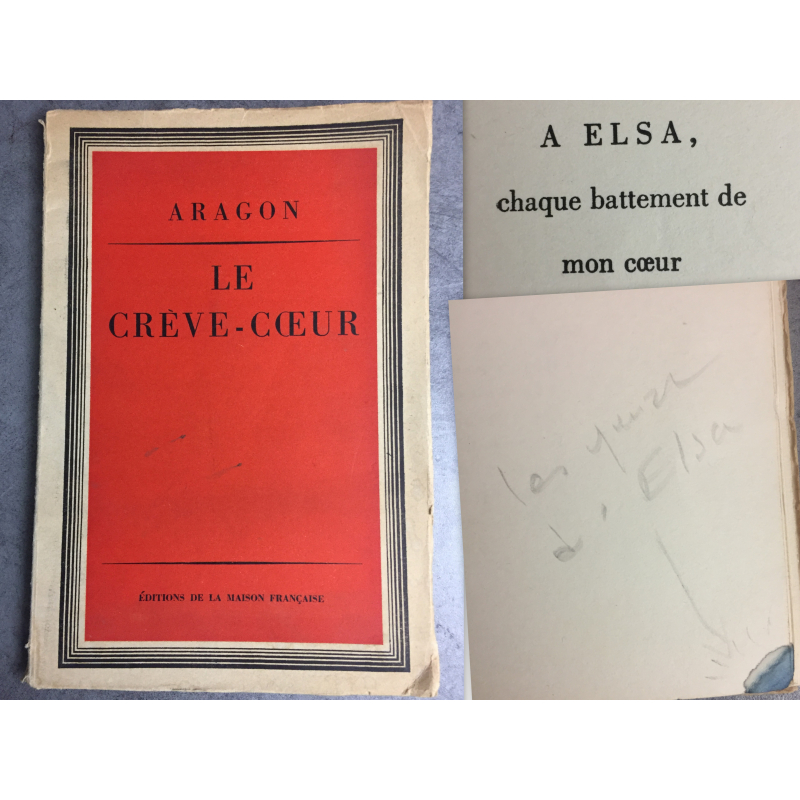 ARAGON
LE
CRÈVE-CŒUR
ÉDITIONS DE LA MAISON FRANÇAISE
A ELSA,
chaque battement de
mon cœur
les yeux
d'Elsa